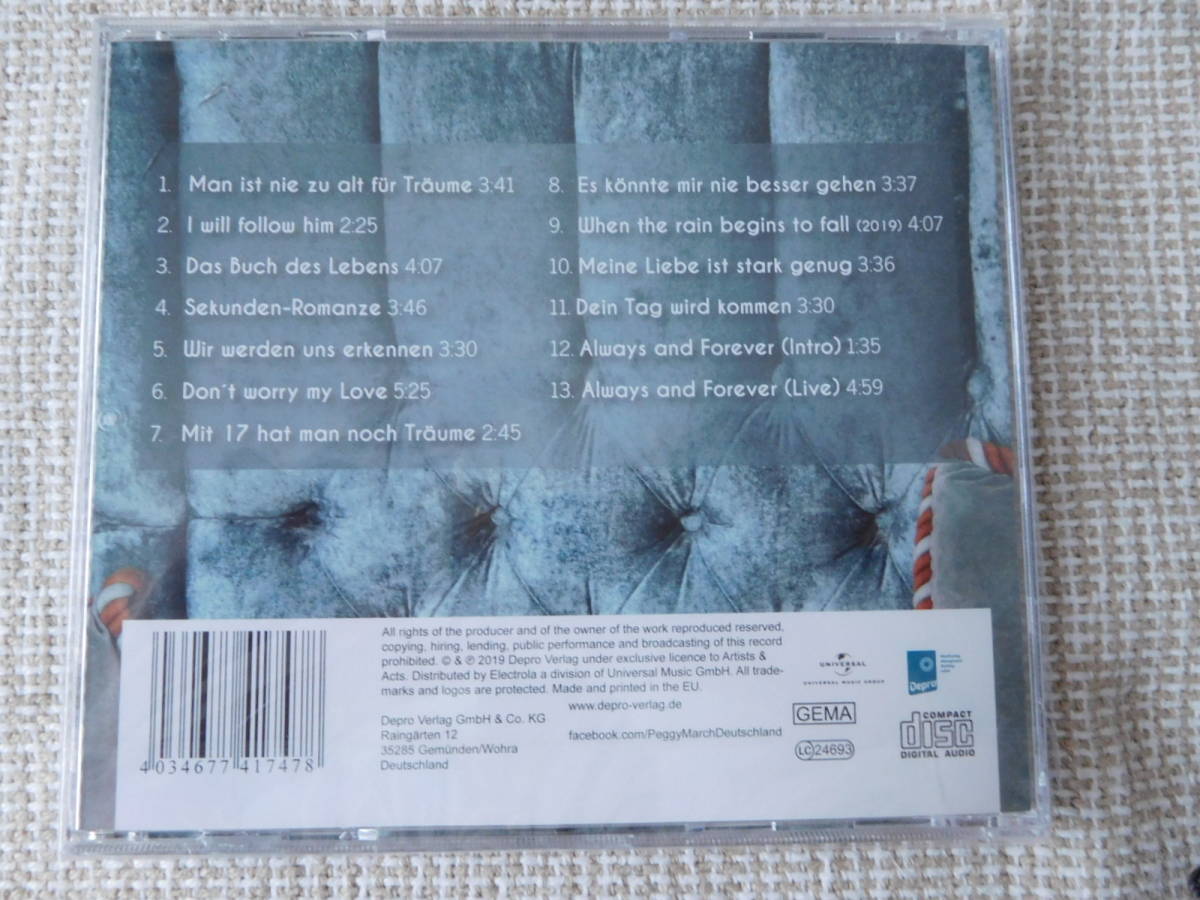 1. Man ist nie zu alt für Träume 3:41
2. I will follow him 2:25
3. Das Buch des Lebens 4:07
4. Sekunden-Romanze 3:46
5. Wir werden uns erkennen 3:30
6. Don´t worry my Love 5:25
7. Mit 17 hat man noch Träume 2:45
8. Es könnte mir nie besser gehen 3:37
9. When the rain begins to fall (2019) 4:07
10. Meine Liebe ist stark genug 3:36
11. Dein Tag wird kommen 3:30
12. Always and Forever (Intro) 1:35
13. Always and Forever (Live) 4:59
4 034677 417478
All rights of the producer and of the owner of the work reproduced reserved,
copying, hiring, lending, public performance and broadcasting of this record
prohibited. © & ℗ 2019 Depro Verlag under exclusive licence to Artists &
Acts. Distributed by Electrola a division of Universal Music GmbH. All trade-
marks and logos are protected. Made and printed in the EU.
www.depro-verlag.de
Depro Verlag GmbH & Co. KG
Raingärten 12
35285 Gemünden/Wohra
Deutschland
facebook.com/PeggyMarchDeutschland
UNIVERSAL
UNIVERSAL MUSIC GROUP
Depro
GEMA
LC 24693
COMPACT
disc
DIGITAL AUDIO